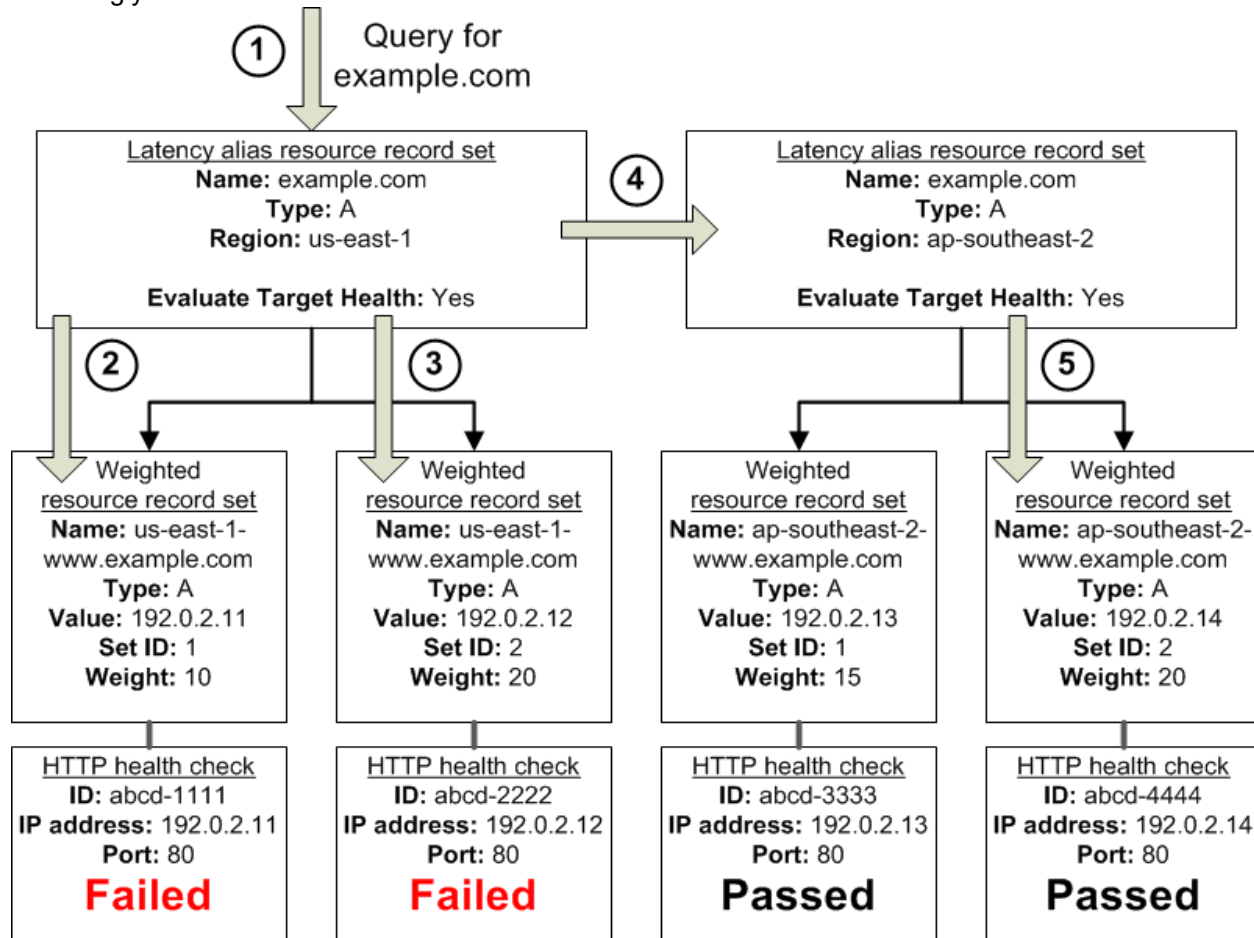 1
Query for
example.com
Latency alias resource record set
Name: example.com
Type: A
Region: us-east-1
Evaluate Target Health: Yes
4
Latency alias resource record set
Name: example.com
Type: A
Region: ap-southeast-2
Evaluate Target Health: Yes
2
3
5
Weighted
resource record set
Name: us-east-1-
www.example.com
Type: A
Value: 192.0.2.11
Set ID: 1
Weight: 10
Weighted
resource record set
Name: us-east-1-
www.example.com
Type: A
Value: 192.0.2.12
Set ID: 2
Weight: 20
Weighted
resource record set
Name: ap-southeast-2-
www.example.com
Type: A
Value: 192.0.2.13
Set ID: 1
Weight: 15
Weighted
resource record set
Name: ap-southeast-2-
www.example.com
Type: A
Value: 192.0.2.14
Set ID: 2
Weight: 20
HTTP health check
ID: abcd-1111
IP address: 192.0.2.11
Port: 80
Failed
HTTP health check
ID: abcd-2222
IP address: 192.0.2.12
Port: 80
Failed
HTTP health check
ID: abcd-3333
IP address: 192.0.2.13
Port: 80
Passed
HTTP health check
ID: abcd-4444
IP address: 192.0.2.14
Port: 80
Passed